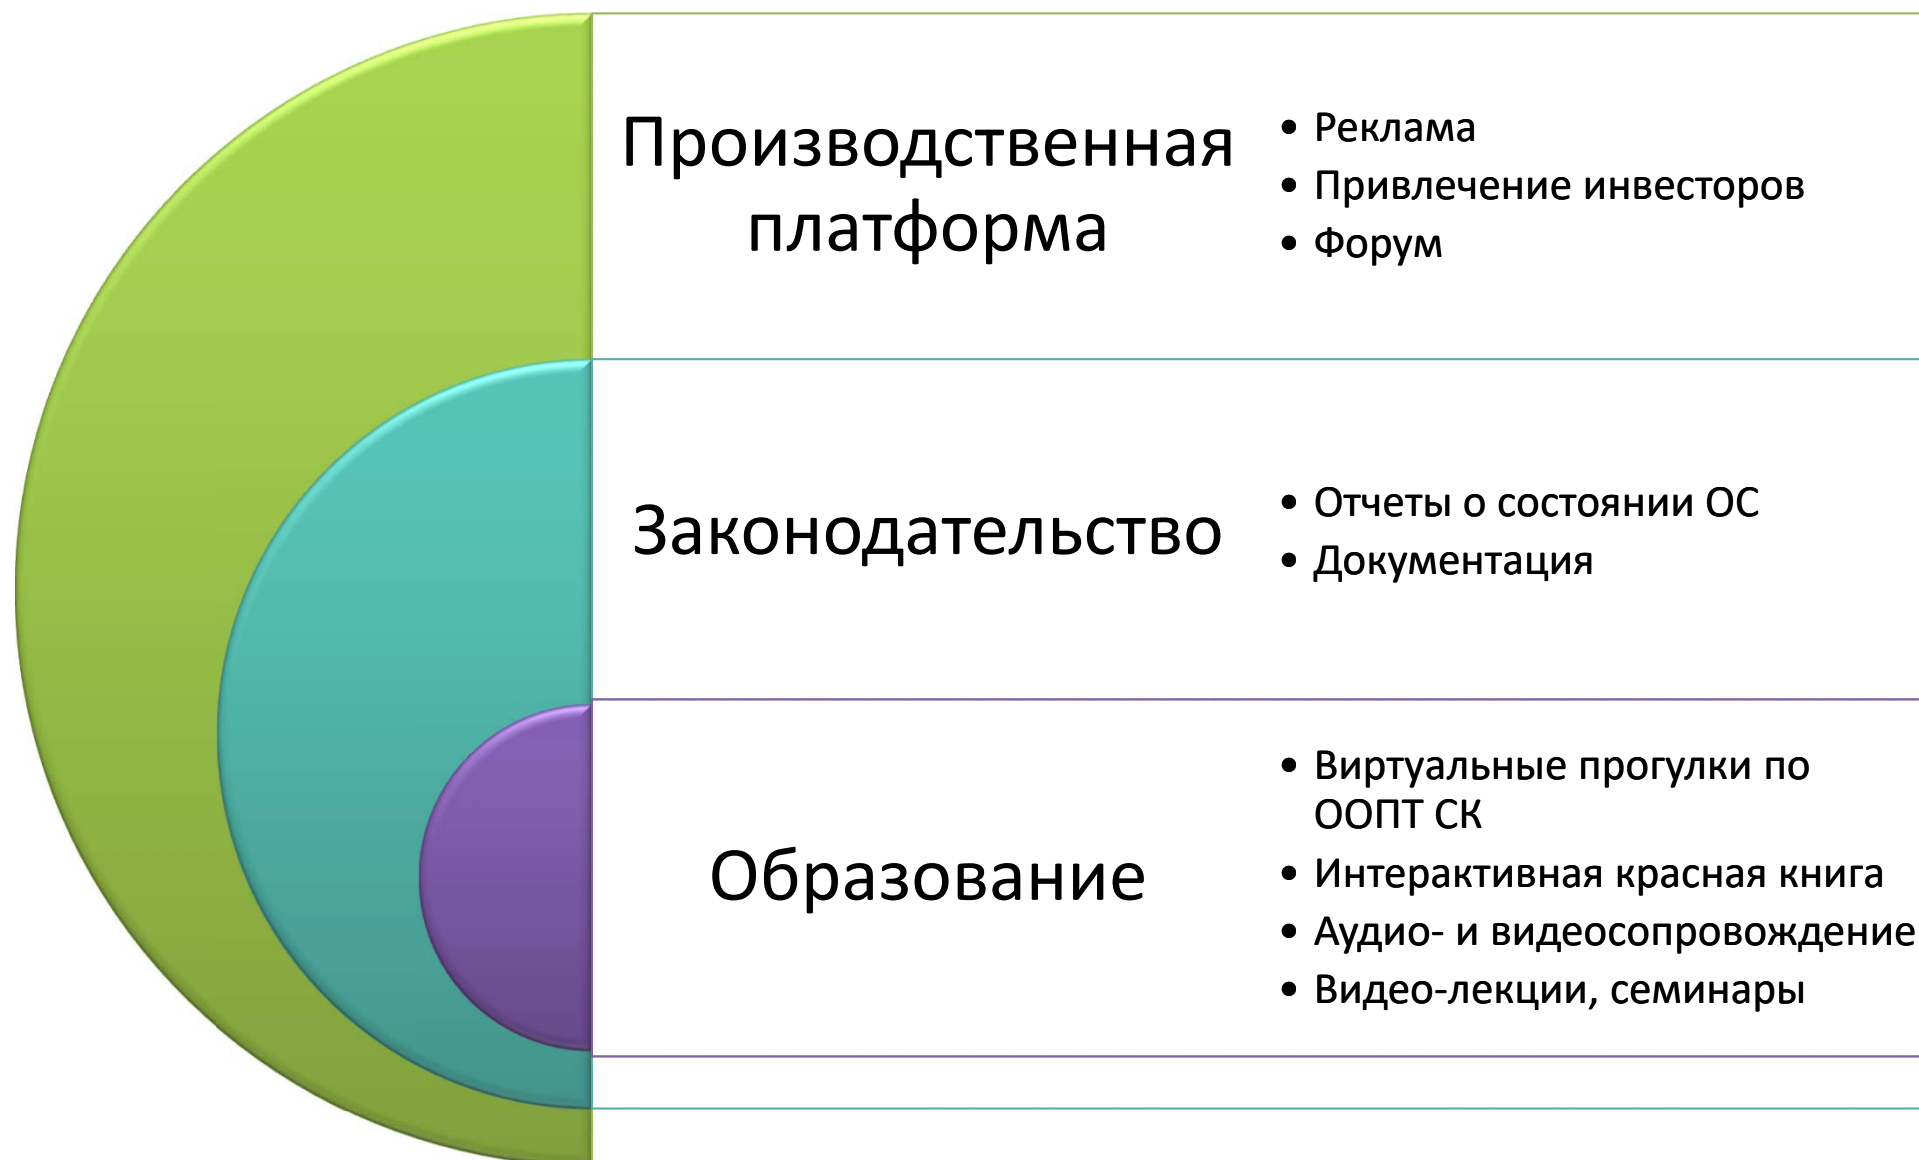 Производственная
платформа
• Реклама
• Привлечение инвесторов
• Форум
Законодательство
• Отчеты о состоянии ОС
• Документация
Образование
• Виртуальные прогулки по
ООПТ СК
• Интерактивная красная книга
• Аудио- и видеосопровождение
• Видео-лекции, семинары